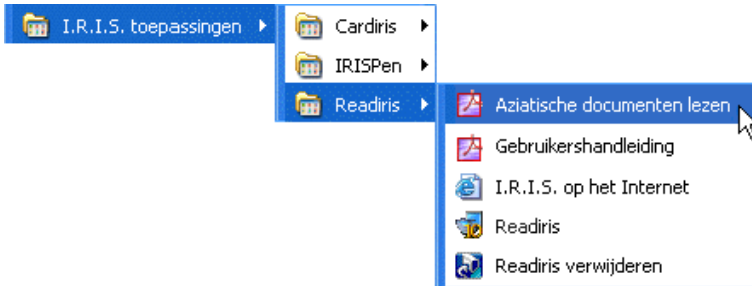 I.R.I.S. toepassingen
Cardiris
IRISPen
Readiris
Aziatische documenten lezen
Gebruikershandleiding
I.R.I.S. op het Internet
Readiris
Readiris verwijderen